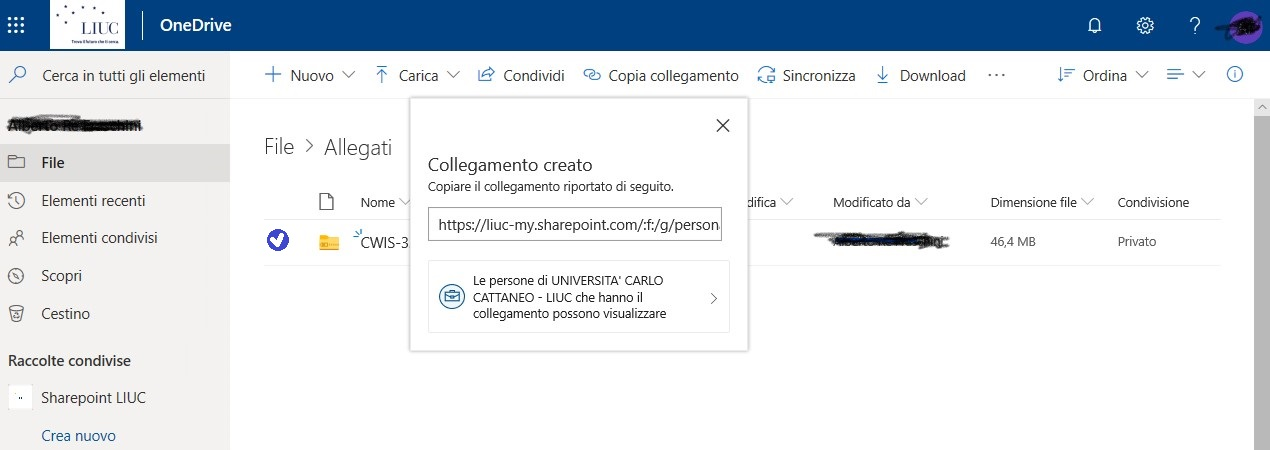 LIUC
OneDrive
Cerca in tutti gli elementi
Nuovo
Carica
Condividi
Copia collegamento
Sincronizza
Download
Ordina
File
Elementi recenti
Elementi condivisi
Scopri
Cestino
Raccolte condivise
Sharepoint LIUC
Crea nuovo
File > Allegati
Nome
difica
Modificato da
Dimensione file
Condivisione
CWIS-3
46,4 MB
Privato
Collegamento creato
Copiare il collegamento riportato di seguito.
https://liuc-my.sharepoint.com/:f:/g/person
Le persone di UNIVERSITA' CARLO
CATTANEO - LIUC che hanno il
collegamento possono visualizzare